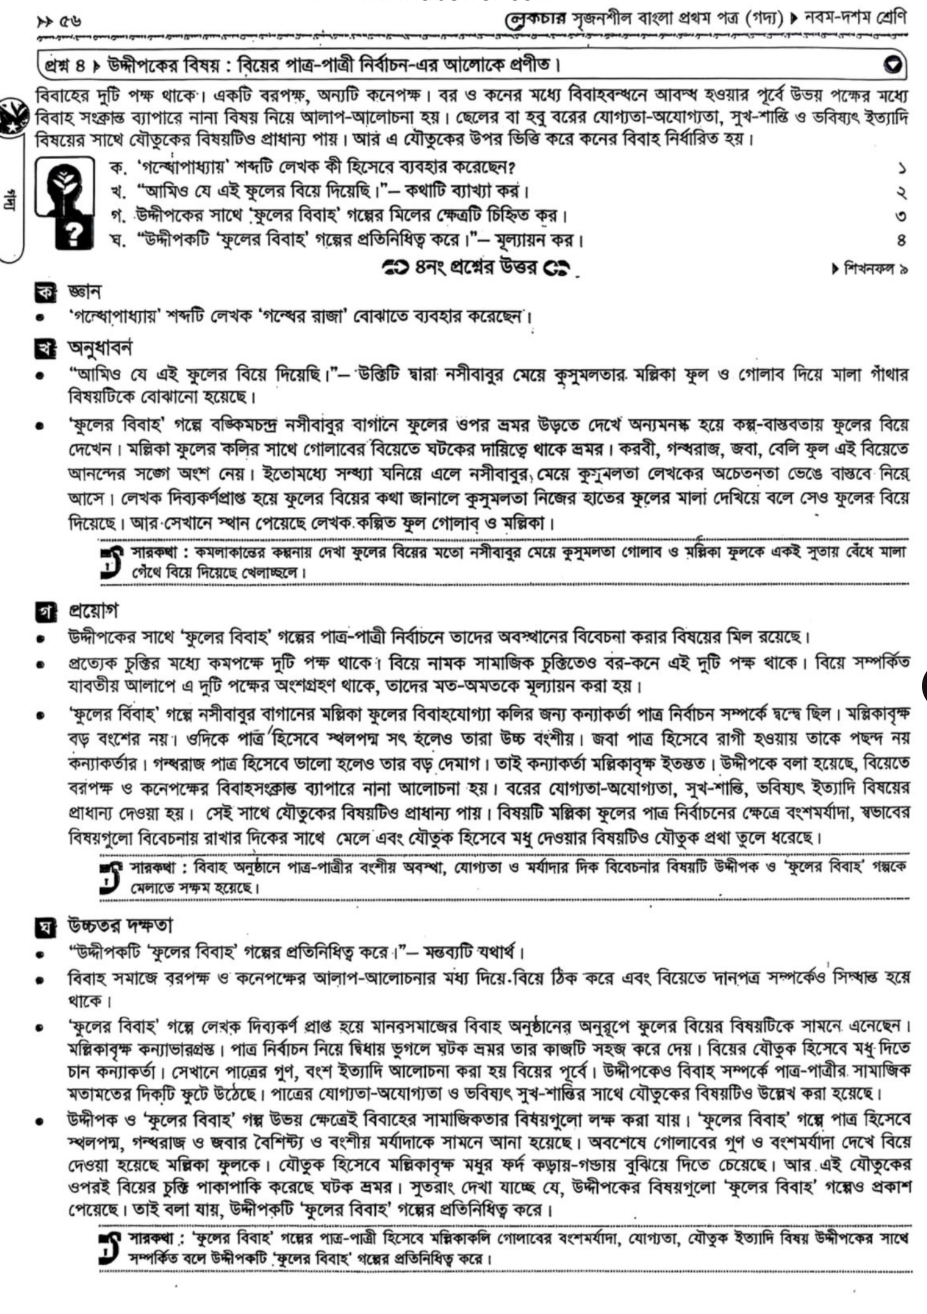 >> ৫৬
লেকচার সৃজনশীল বাংলা প্রথম পত্র (গদ্য) ▶ নবম-দশম শ্রেণি
প্রশ্ন ৪ ▶ উদ্দীপকের বিষয় : বিয়ের পাত্র-পাত্রী নির্বাচন-এর আলোকে প্রণীত।
বিবাহের দুটি পক্ষ থাকে। একটি বরপক্ষ, অন্যটি কনেপক্ষ। বর ও কনের মধ্যে বিবাহবন্ধনে আবদ্ধ হওয়ার পূর্বে উভয় পক্ষের মধ্যে
বিবাহ সংক্রান্ত ব্যাপারে নানা বিষয় নিয়ে আলাপ-আলোচনা হয়। ছেলের বা হবু বরের যোগ্যতা-অযোগ্যতা, সুখ-শান্তি ও ভবিষ্যৎ ইত্যাদি
বিষয়ের সাথে যৌতুকের বিষয়টিও প্রাধান্য পায়। আর এ যৌতুকের উপর ভিত্তি করে কনের বিবাহ নির্ধারিত হয়।
গদ্য
ক. 'গন্ধোপাধ্যায়' শব্দটি লেখক কী হিসেবে ব্যবহার করেছেন? ১
খ. “আমিও যে এই ফুলের বিয়ে দিয়েছি।”– কথাটি ব্যাখ্যা কর। ২
গ. উদ্দীপকের সাথে 'ফুলের বিবাহ' গল্পের মিলের ক্ষেত্রটি চিহ্নিত কর। ৩
ঘ. “উদ্দীপকটি 'ফুলের বিবাহ' গল্পের প্রতিনিধিত্ব করে।”– মূল্যায়ন কর। ৪
৪নং প্রশ্নের উত্তর
▶ শিখনফল ৯
ক জ্ঞান
● 'গন্ধোপাধ্যায়' শব্দটি লেখক 'গন্ধের রাজা' বোঝাতে ব্যবহার করেছেন।
খ অনুধাবন
● “আমিও যে এই ফুলের বিয়ে দিয়েছি।”– উক্তিটি দ্বারা নসীবাবুর মেয়ে কুসুমলতার মল্লিকা ফুল ও গোলাব দিয়ে মালা গাঁথার
বিষয়টিকে বোঝানো হয়েছে।
● 'ফুলের বিবাহ' গল্পে বঙ্কিমচন্দ্র নসীবাবুর বাগানে ফুলের ওপর ভ্রমর উড়তে দেখে অন্যমনস্ক হয়ে কল্প-বাস্তবতায় ফুলের বিয়ে
দেখেন। মল্লিকা ফুলের কলির সাথে গোলাবের বিয়েতে ঘটকের দায়িত্বে থাকে ভ্রমর। করবী, গন্ধরাজ, জবা, বেলি ফুল এই বিয়েতে
আনন্দের সঙ্গে অংশ নেয়। ইতোমধ্যে সন্ধ্যা ঘনিয়ে এলে নসীবাবুর মেয়ে কুসুমলতা লেখকের অচেতনতা ভেঙে বাস্তবে নিয়ে
আসে। লেখক দিব্যকর্ণপ্রাপ্ত হয়ে ফুলের বিয়ের কথা জানালে কুসুমলতা নিজের হাতের ফুলের মালা দেখিয়ে বলে সেও ফুলের বিয়ে
দিয়েছে। আর সেখানে স্থান পেয়েছে লেখক কল্পিত ফুল গোলাব ও মল্লিকা।
সারকথা : কমলাকান্তের কল্পনায় দেখা ফুলের বিয়ের মতো নসীবাবুর মেয়ে কুসুমলতা গোলাব ও মল্লিকা ফুলকে একই সুতায় বেঁধে মালা
গেঁথে বিয়ে দিয়েছে খেলাচ্ছলে।
গ প্রয়োগ
● উদ্দীপকের সাথে 'ফুলের বিবাহ' গল্পের পাত্র-পাত্রী নির্বাচনে তাদের অবস্থানের বিবেচনা করার বিষয়ের মিল রয়েছে।
● প্রত্যেক চুক্তির মধ্যে কমপক্ষে দুটি পক্ষ থাকে। বিয়ে নামক সামাজিক চুক্তিতেও বর-কনে এই দুটি পক্ষ থাকে। বিয়ে সম্পর্কিত
যাবতীয় আলাপে এ দুটি পক্ষের অংশগ্রহণ থাকে, তাদের মত-অমতকে মূল্যায়ন করা হয়।
● 'ফুলের বিবাহ' গল্পে নসীবাবুর বাগানের মল্লিকা ফুলের বিবাহযোগ্যা কলির জন্য কন্যাকর্তা পাত্র নির্বাচন সম্পর্কে দ্বন্দ্বে ছিল। মল্লিকাবৃক্ষ
বড় বংশের নয়। ওদিকে পাত্র হিসেবে স্থলপদ্ম সৎ হলেও তারা উচ্চ বংশীয়। জবা পাত্র হিসেবে রাগী হওয়ায় তাকে পছন্দ নয়
কন্যাকর্তার। গন্ধরাজ পাত্র হিসেবে ভালো হলেও তার বড় দেমাগ। তাই কন্যাকর্তা মল্লিকাবৃক্ষ ইতস্তত। উদ্দীপকে বলা হয়েছে, বিয়েতে
বরপক্ষ ও কনেপক্ষের বিবাহসংক্রান্ত ব্যাপারে নানা আলোচনা হয়। বরের যোগ্যতা-অযোগ্যতা, সুখ-শান্তি, ভবিষ্যৎ ইত্যাদি বিষয়ের
প্রাধান্য দেওয়া হয়। সেই সাথে যৌতুকের বিষয়টিও প্রাধান্য পায়। বিষয়টি মল্লিকা ফুলের পাত্র নির্বাচনের ক্ষেত্রে বংশমর্যাদা, স্বভাবের
বিষয়গুলো বিবেচনায় রাখার দিকের সাথে মেলে এবং যৌতুক হিসেবে মধু দেওয়ার বিষয়টিও যৌতুক প্রথা তুলে ধরেছে।
সারকথা : বিবাহ অনুষ্ঠানে পাত্র-পাত্রীর বংশীয় অবস্থা, যোগ্যতা ও মর্যাদার দিক বিবেচনার বিষয়টি উদ্দীপক ও 'ফুলের বিবাহ' গল্পকে
মেলাতে সক্ষম হয়েছে।
ঘ উচ্চতর দক্ষতা
● “উদ্দীপকটি 'ফুলের বিবাহ' গল্পের প্রতিনিধিত্ব করে।”– মন্তব্যটি যথার্থ।
● বিবাহ সমাজে বরপক্ষ ও কনেপক্ষের আলাপ-আলোচনার মধ্য দিয়ে বিয়ে ঠিক করে এবং বিয়েতে দানপত্র সম্পর্কেও সিদ্ধান্ত হয়ে
থাকে।
● 'ফুলের বিবাহ' গল্পে লেখক দিব্যকর্ণ প্রাপ্ত হয়ে মানবসমাজের বিবাহ অনুষ্ঠানের অনুরূপে ফুলের বিয়ের বিষয়টিকে সামনে এনেছেন।
মল্লিকাবৃক্ষ কন্যাভারগ্রস্ত। পাত্র নির্বাচন নিয়ে দ্বিধায় ভুগলে ঘটক ভ্রমর তার কাজটি সহজ করে দেয়। বিয়ের যৌতুক হিসেবে মধু দিতে
চান কন্যাকর্তা। সেখানে পাত্রের গুণ, বংশ ইত্যাদি আলোচনা করা হয় বিয়ের পূর্বে। উদ্দীপকেও বিবাহ সম্পর্কে পাত্র-পাত্রীর সামাজিক
মতামতের দিকটি ফুটে উঠেছে। পাত্রের যোগ্যতা-অযোগ্যতা ও ভবিষ্যৎ সুখ-শান্তির সাথে যৌতুকের বিষয়টিও উল্লেখ করা হয়েছে।
● উদ্দীপক ও 'ফুলের বিবাহ' গল্প উভয় ক্ষেত্রেই বিবাহের সামাজিকতার বিষয়গুলো লক্ষ করা যায়। 'ফুলের বিবাহ' গল্পে পাত্র হিসেবে
স্থলপদ্ম, গন্ধরাজ ও জবার বৈশিষ্ট্য ও বংশীয় মর্যাদাকে সামনে আনা হয়েছে। অবশেষে গোলাবের গুণ ও বংশমর্যাদা দেখে বিয়ে
দেওয়া হয়েছে মল্লিকা ফুলকে। যৌতুক হিসেবে মল্লিকাবৃক্ষ মধুর ফর্দ কড়ায়-গন্ডায় বুঝিয়ে দিতে চেয়েছে। আর এই যৌতুকের
ওপরই বিয়ের চুক্তি পাকাপাকি করেছে ঘটক ভ্রমর। সুতরাং দেখা যাচ্ছে যে, উদ্দীপকের বিষয়গুলো 'ফুলের বিবাহ' গল্পেও প্রকাশ
পেয়েছে। তাই বলা যায়, উদ্দীপকটি 'ফুলের বিবাহ' গল্পের প্রতিনিধিত্ব করে।
সারকথা : 'ফুলের বিবাহ' গল্পের পাত্র-পাত্রী হিসেবে মল্লিকাকলি গোলাবের বংশমর্যাদা, যোগ্যতা, যৌতুক ইত্যাদি বিষয় উদ্দীপকের সাথে
সম্পর্কিত বলে উদ্দীপকটি 'ফুলের বিবাহ' গল্পের প্রতিনিধিত্ব করে।